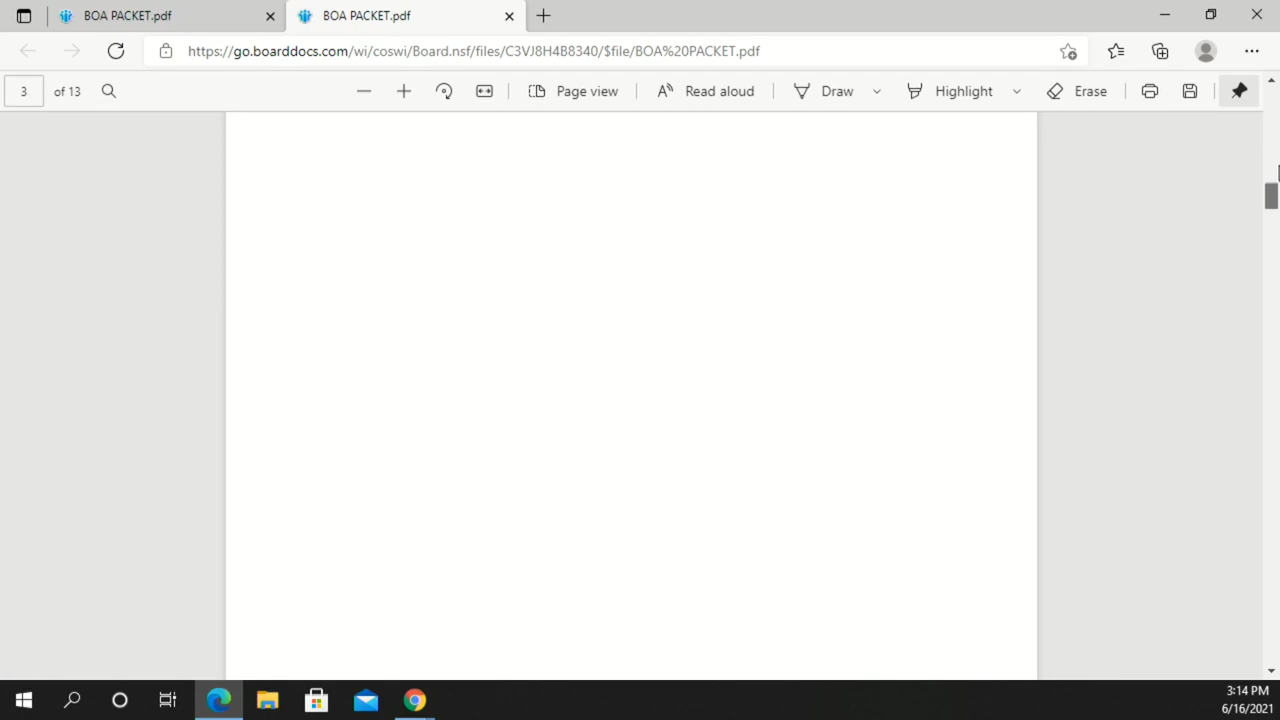 BOA PACKET.pdf
BOA PACKET.pdf
https://go.boarddocs.com/wi/coswi/Board.nsf/files/C3VJ8H4B8340/$file/BOA%20PACKET.pdf
3 of 13 Page view Read aloud Draw Highlight Erase
3:14 PM
6/16/2021